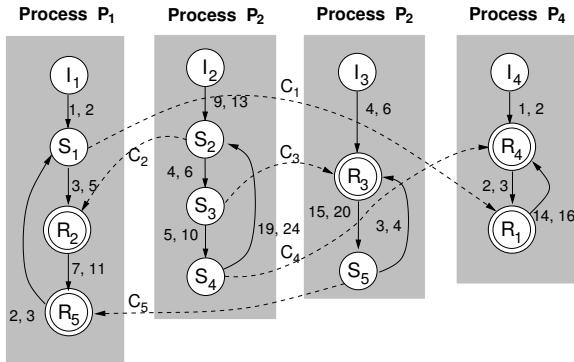 Process P1 Process P2 Process P2 Process P4
I1 I2 I3 I4
1, 2 9, 13 4, 6 1, 2
C1
S1 S2 R4
C2 C3
3, 5 4, 6 R3 2, 3
R2 S3 15, 20 R1
5, 10 19, 24 3, 4 14, 16
7, 11 C4
S4 S5
2, 3 R5 C5